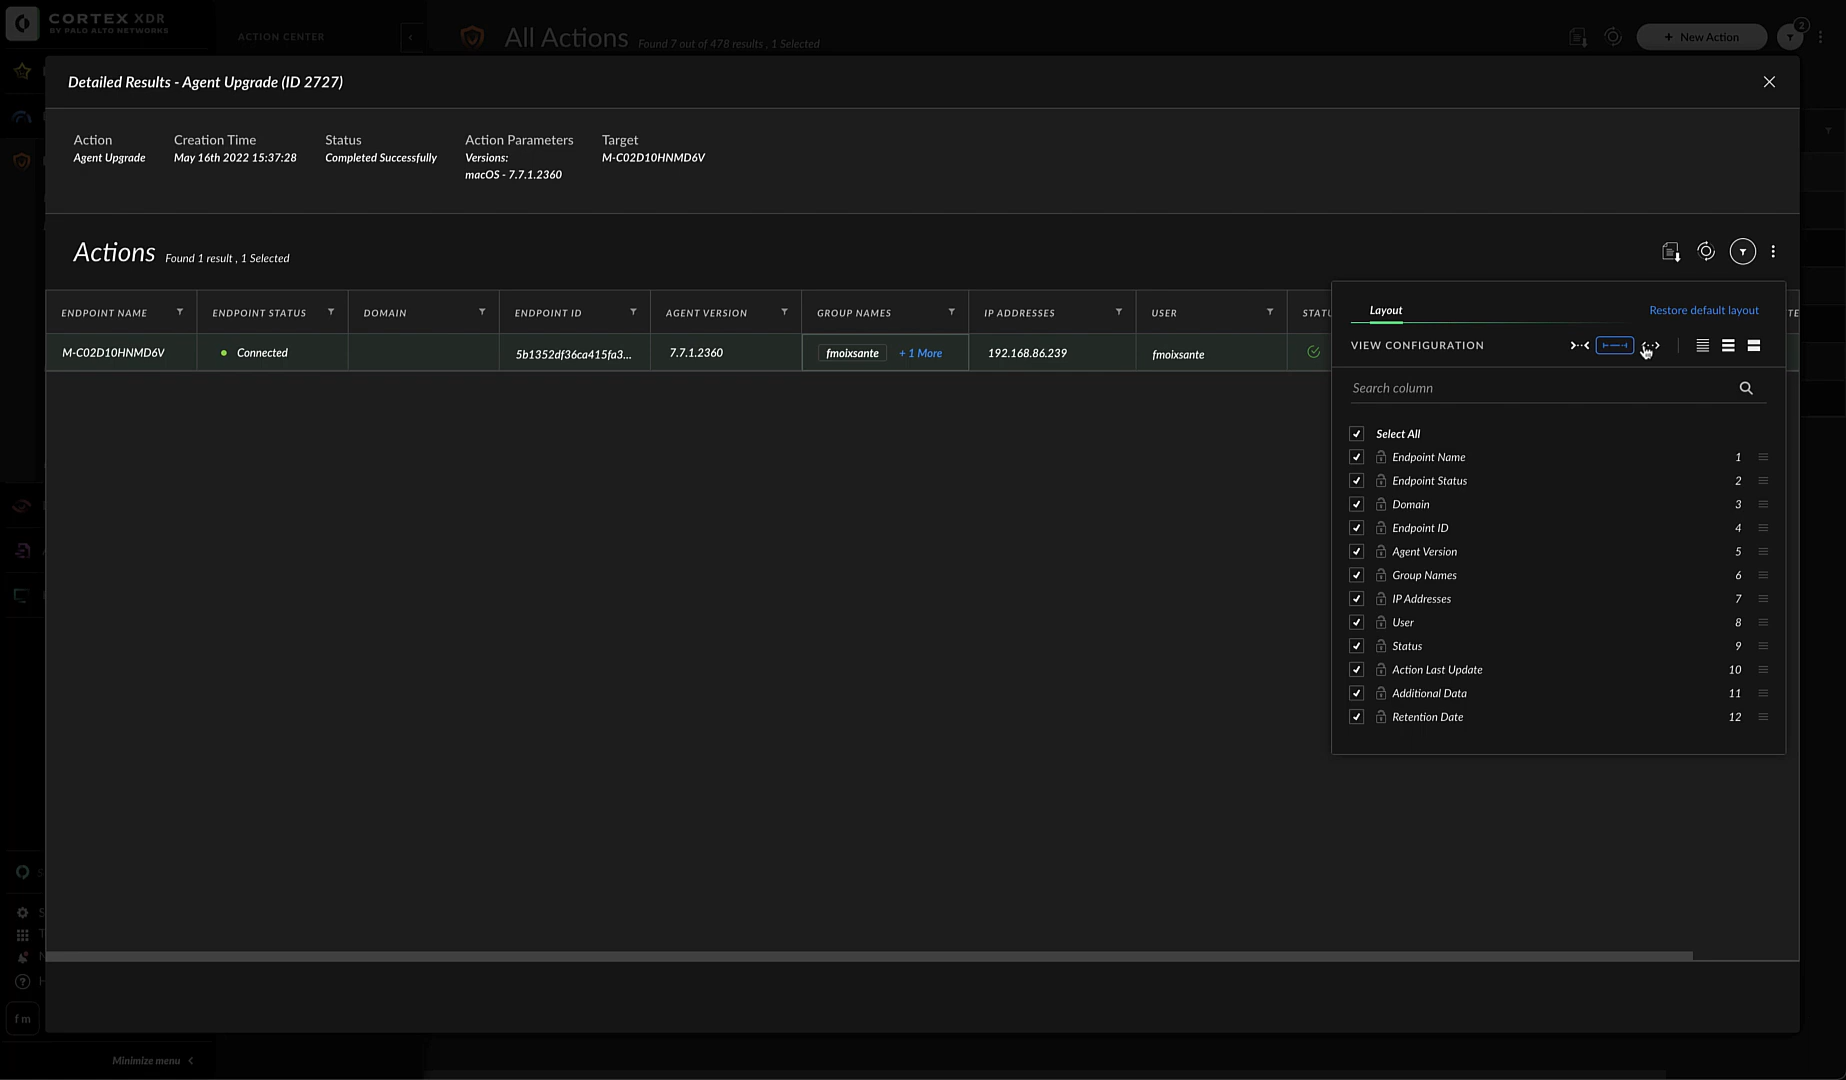 CORTEX XDR
BY PALO ALTO NETWORKS
ACTION CENTER
All Actions Found 7 out of 478 results , 1 Selected
+ New Action
2
Detailed Results - Agent Upgrade (ID 2727)
Action
Agent Upgrade
Creation Time
May 16th 2022 15:37:28
Status
Completed Successfully
Action Parameters
Versions:
macOS - 7.7.1.2360
Target
M-C02D10HNMD6V
Actions Found 1 result , 1 Selected
ENDPOINT NAME ENDPOINT STATUS DOMAIN ENDPOINT ID AGENT VERSION GROUP NAMES IP ADDRESSES USER STATU TE
M-C02D10HNMD6V Connected 5b1352df36ca415fa3... 7.7.1.2360 fmoixsante + 1 More 192.168.86.239 fmoixsante
Layout Restore default layout
VIEW CONFIGURATION
Search column
Select All
Endpoint Name 1
Endpoint Status 2
Domain 3
Endpoint ID 4
Agent Version 5
Group Names 6
IP Addresses 7
User 8
Status 9
Action Last Update 10
Additional Data 11
Retention Date 12
S
S
T
N
H
f m
Minimize menu